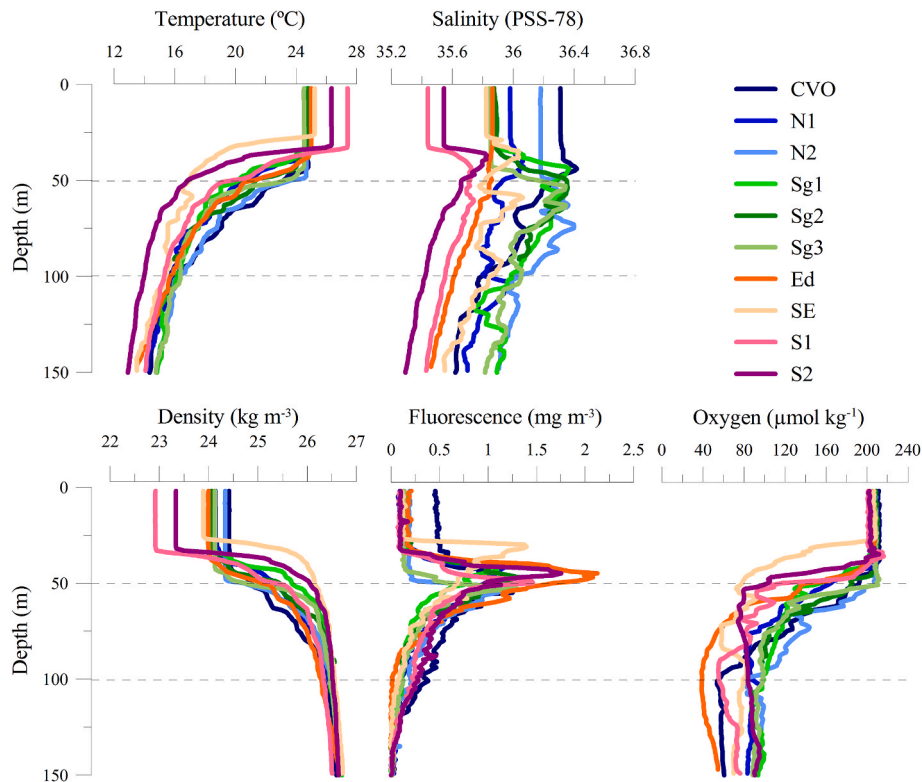 Temperature (ºC)
Salinity (PSS-78)
12 16 20 24 28
35.2 35.6 36 36.4 36.8
0
50
100
150
Depth (m)
CVO
N1
N2
Sg1
Sg2
Sg3
Ed
SE
S1
S2
Density (kg m⁻³)
Fluorescence (mg m⁻³)
Oxygen (µmol kg⁻¹)
22 23 24 25 26 27
0 0.5 1 1.5 2 2.5
40 80 120 160 200 240
0
50
100
150
Depth (m)